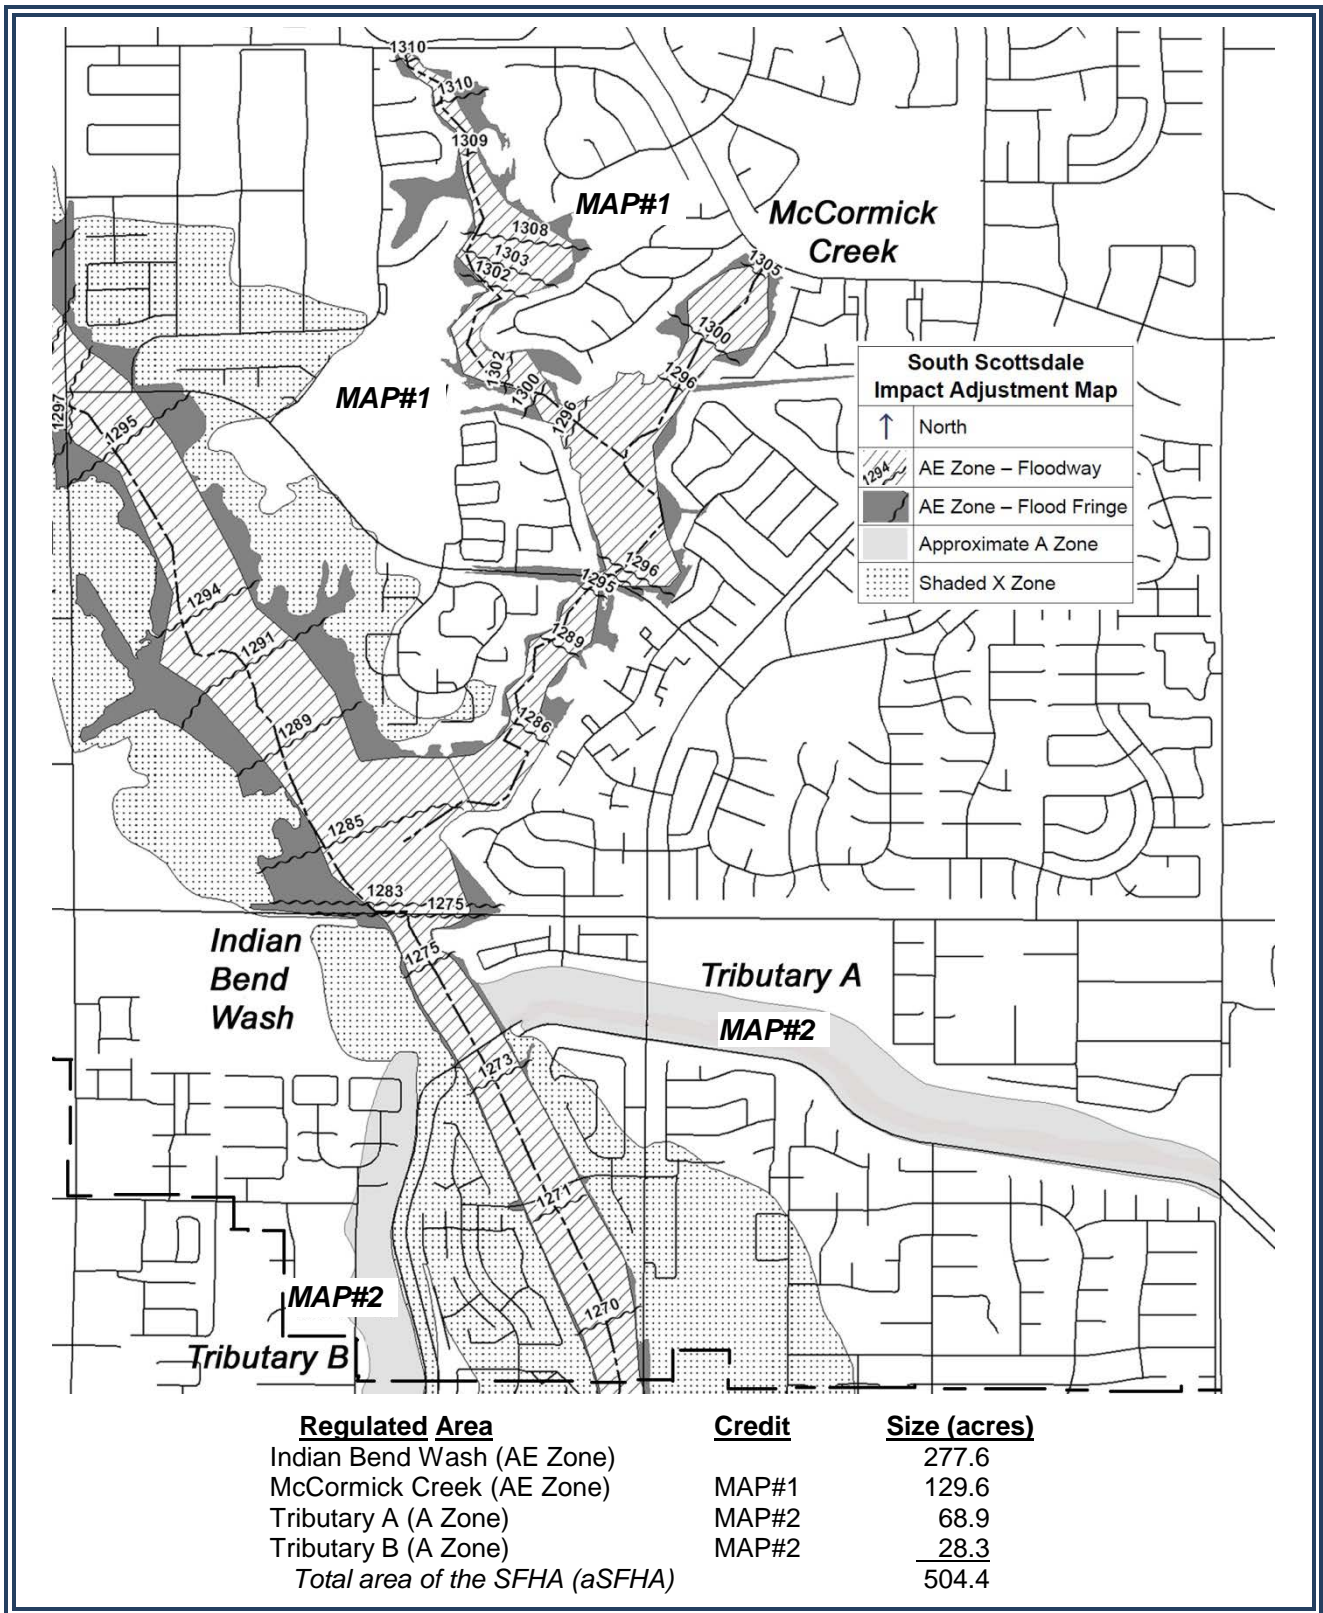 1310
1310
1309
MAP#1
McCormick
Creek
1308
1303
1302
1305
1300
1302
1300
1296
1296
MAP#1
1297
1295
South Scottsdale
Impact Adjustment Map
North
1294 AE Zone – Floodway
AE Zone – Flood Fringe
Approximate A Zone
Shaded X Zone
1296
1295
1294
1289
1291
1286
1289
1285
1283
1275
Indian
Bend
Wash
1275
Tributary A
MAP#2
1273
1271
MAP#2
1270
Tributary B
Regulated Area Credit Size (acres)
Indian Bend Wash (AE Zone) 277.6
McCormick Creek (AE Zone) MAP#1 129.6
Tributary A (A Zone) MAP#2 68.9
Tributary B (A Zone) MAP#2 28.3
Total area of the SFHA (aSFHA) 504.4